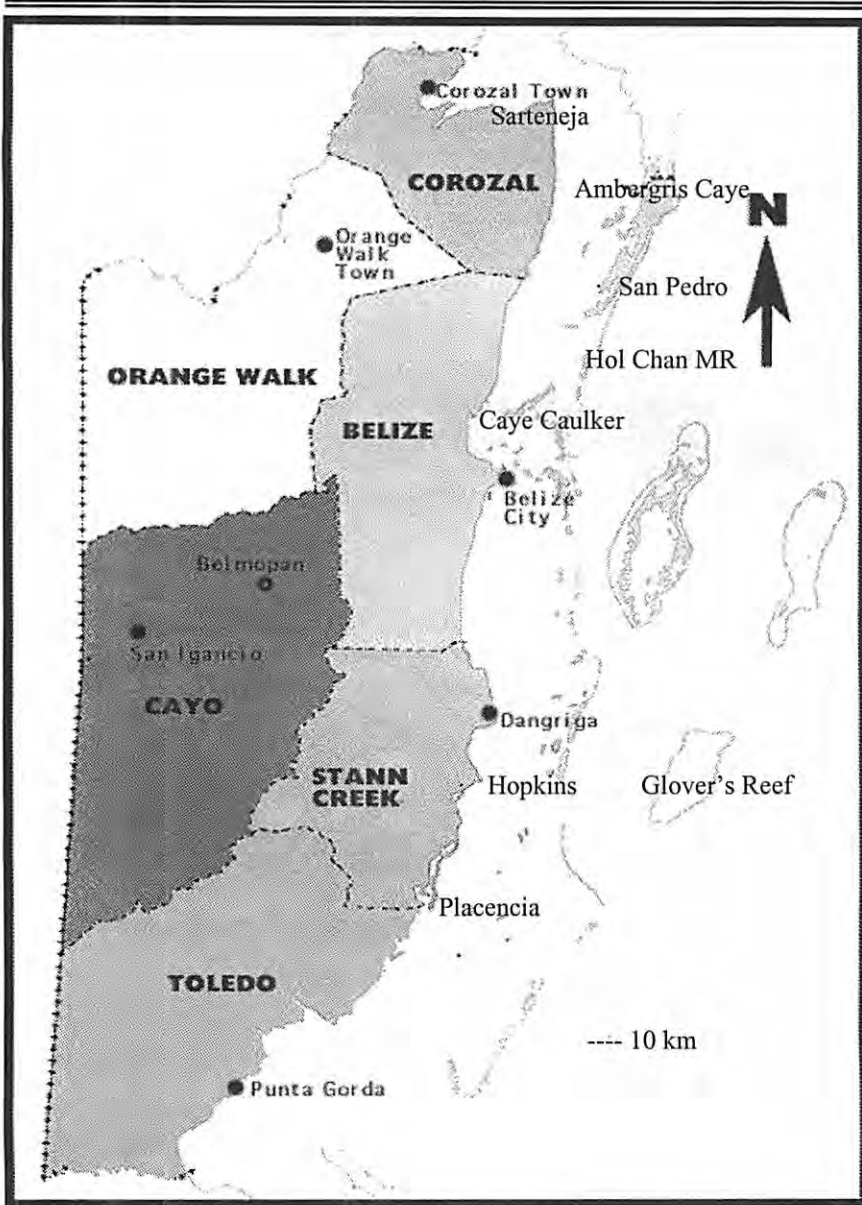 Corozal Town
Sarteneja
COROZAL
Ambergris Caye
N
Orange
Walk
Town
San Pedro
Hol Chan MR
ORANGE WALK
Caye Caulker
BELIZE
Belize
City
Belmopan
San Igancio
CAYO
Dangriga
STANN
CREEK
Hopkins
Glover's Reef
Placencia
TOLEDO
---- 10 km
Punta Gorda